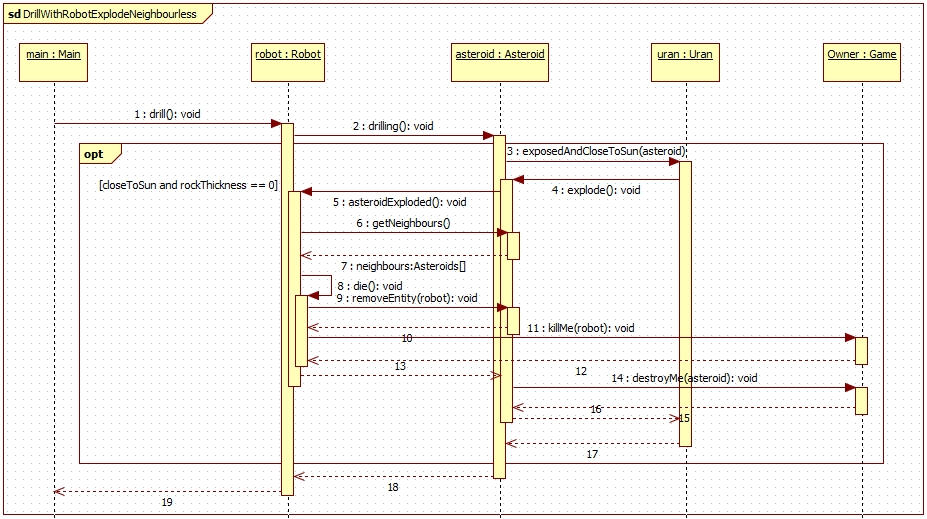 sd DrillWithRobotExplodeNeighbourless
main : Main
robot : Robot
asteroid : Asteroid
uran : Uran
Owner : Game
1 : drill(): void
2 : drilling(): void
opt
3 : exposedAndCloseToSun(asteroid)
[closeToSun and rockThickness == 0]
4 : explode(): void
5 : asteroidExploded(): void
6 : getNeighbours()
7 : neighbours:Asteroids[]
8 : die(): void
9 : removeEntity(robot): void
10
11 : killMe(robot): void
12
13
14 : destroyMe(asteroid): void
16
15
17
18
19